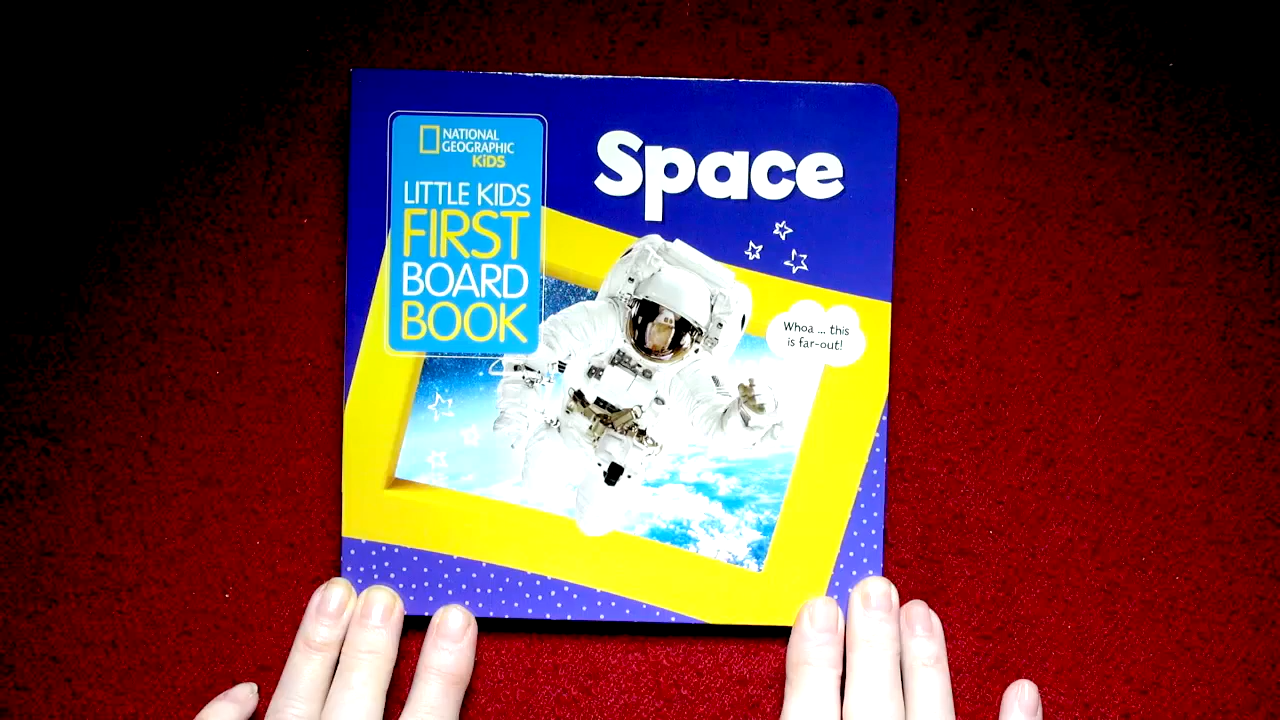 NATIONAL
GEOGRAPHIC
KiDS
LITTLE KIDS
FIRST
BOARD
BOOK
Space
Whoa ... this
is far-out!